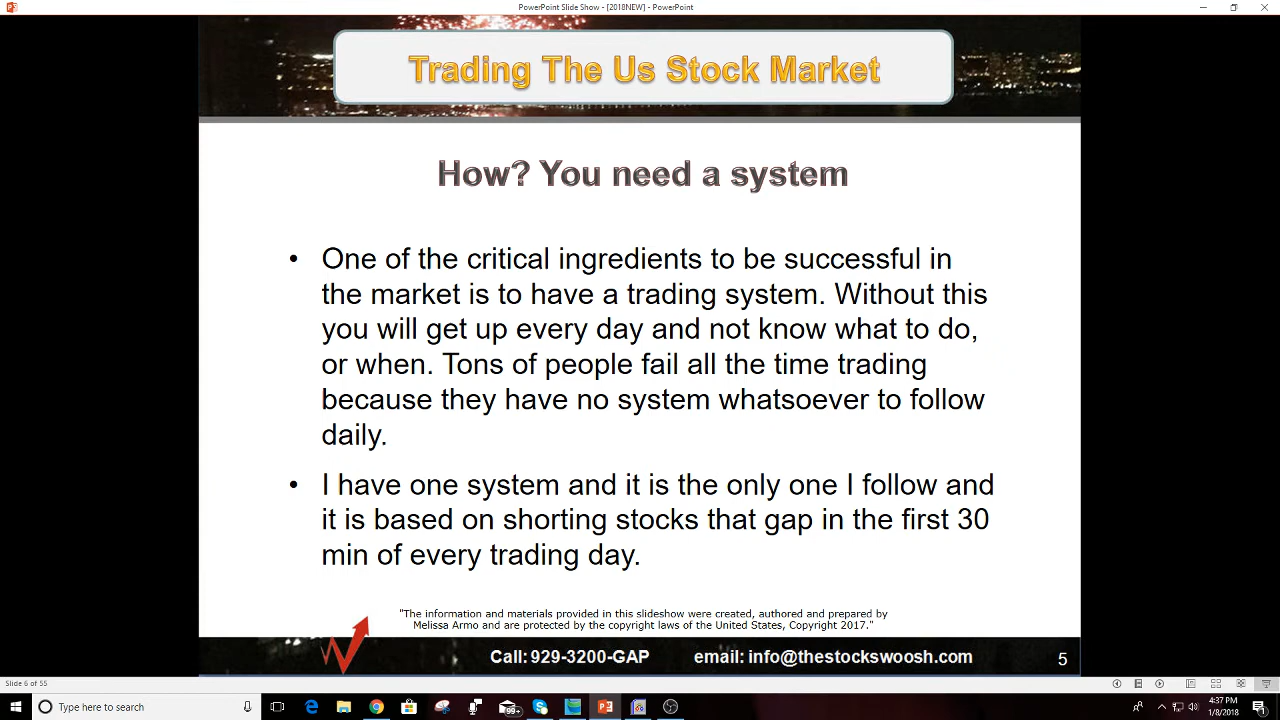 PowerPoint Slide Show - [2018NEW] - PowerPoint
Trading The Us Stock Market
How? You need a system
• One of the critical ingredients to be successful in
the market is to have a trading system. Without this
you will get up every day and not know what to do,
or when. Tons of people fail all the time trading
because they have no system whatsoever to follow
daily.
• I have one system and it is the only one I follow and
it is based on shorting stocks that gap in the first 30
min of every trading day.
"The information and materials provided in this slideshow were created, authored and prepared by
Melissa Armo and are protected by the copyright laws of the United States, Copyright 2017."
Call: 929-3200-GAP email: info@thestockswoosh.com 5
Slide 6 of 55
Type here to search
99+
4:37 PM
1/8/2018